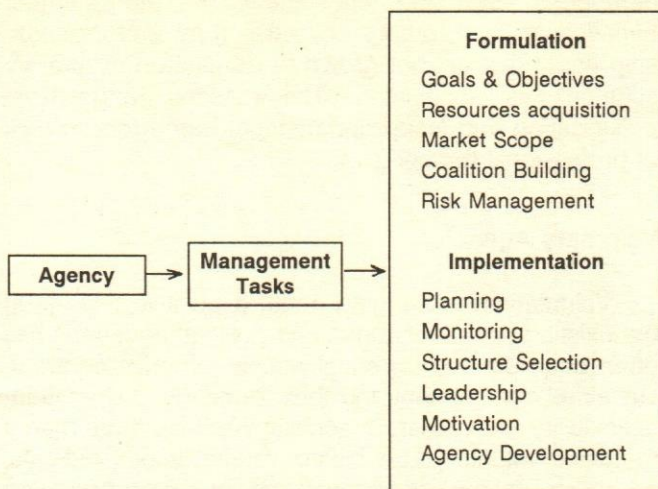 Formulation
Goals & Objectives
Resources acquisition
Market Scope
Coalition Building
Risk Management
Agency
Management
Tasks
Implementation
Planning
Monitoring
Structure Selection
Leadership
Motivation
Agency Development